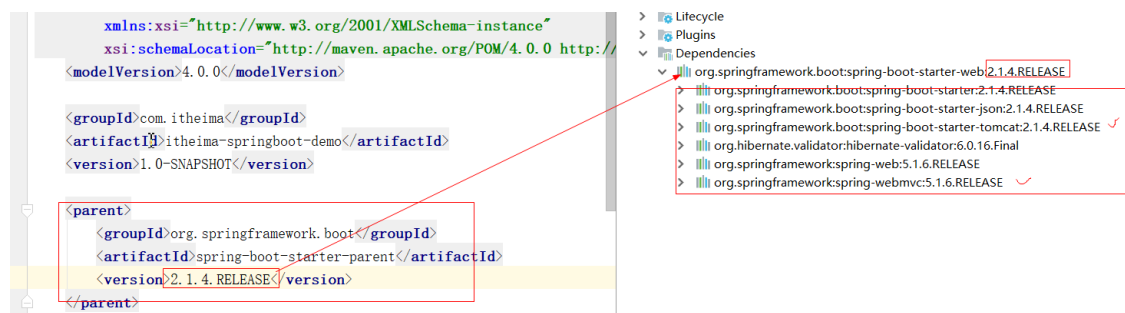 xmlns:xsi="http://www.w3.org/2001/XMLSchema-instance"
xsi:schemaLocation="http://maven.apache.org/POM/4.0.0 http://
<modelVersion>4.0.0</modelVersion>
<groupId>com.itheima</groupId>
<artifactId>itheima-springboot-demo</artifactId>
<version>1.0-SNAPSHOT</version>
<parent>
<groupId>org.springframework.boot</groupId>
<artifactId>spring-boot-starter-parent</artifactId>
<version>2.1.4.RELEASE</version>
</parent>
Lifecycle
Plugins
Dependencies
org.springframework.boot:spring-boot-starter-web:2.1.4.RELEASE
org.springframework.boot:spring-boot-starter:2.1.4.RELEASE
org.springframework.boot:spring-boot-starter-json:2.1.4.RELEASE
org.springframework.boot:spring-boot-starter-tomcat:2.1.4.RELEASE
org.hibernate.validator:hibernate-validator:6.0.16.Final
org.springframework:spring-web:5.1.6.RELEASE
org.springframework:spring-webmvc:5.1.6.RELEASE